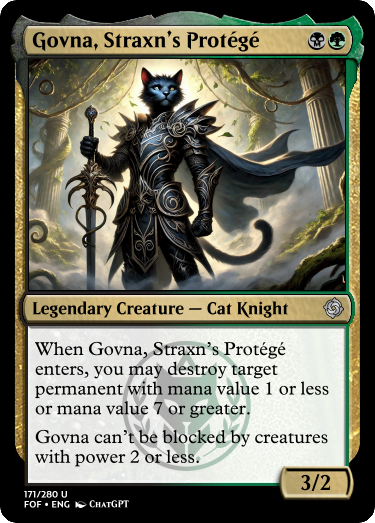 Govna, Straxn's Protégé
Legendary Creature — Cat Knight
When Govna, Straxn's Protégé
enters, you may destroy target
permanent with mana value 1 or less
or mana value 7 or greater.
Govna can't be blocked by creatures
with power 2 or less.
3/2
171/280 U
FOF • ENG ChatGPT